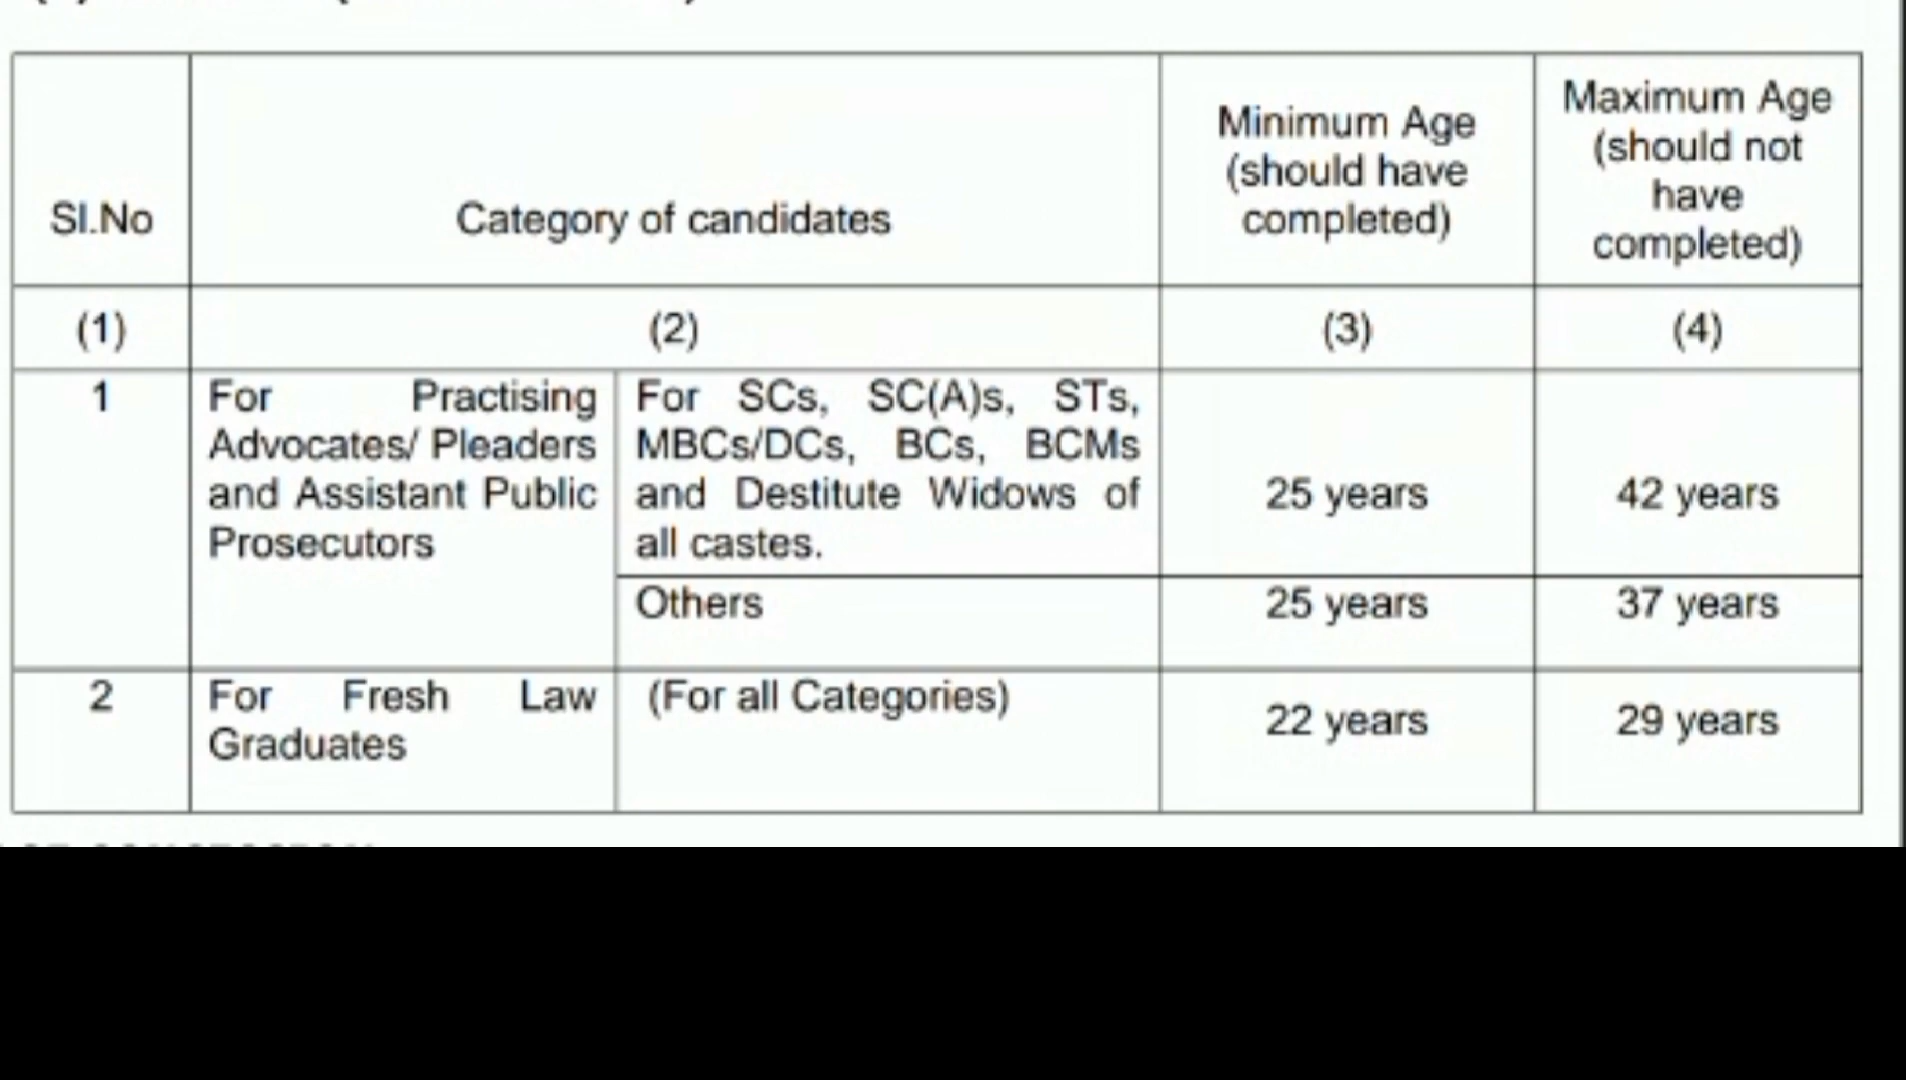 Sl.No
Category of candidates
Minimum Age
(should have
completed)
Maximum Age
(should not
have
completed)
(1)
(2)
(3)
(4)
1
For Practising
Advocates/ Pleaders
and Assistant Public
Prosecutors
For SCs, SC(A)s, STs,
MBCs/DCs, BCs, BCMs
and Destitute Widows of
all castes.
25 years
42 years
Others
25 years
37 years
2
For Fresh Law
Graduates
(For all Categories)
22 years
29 years